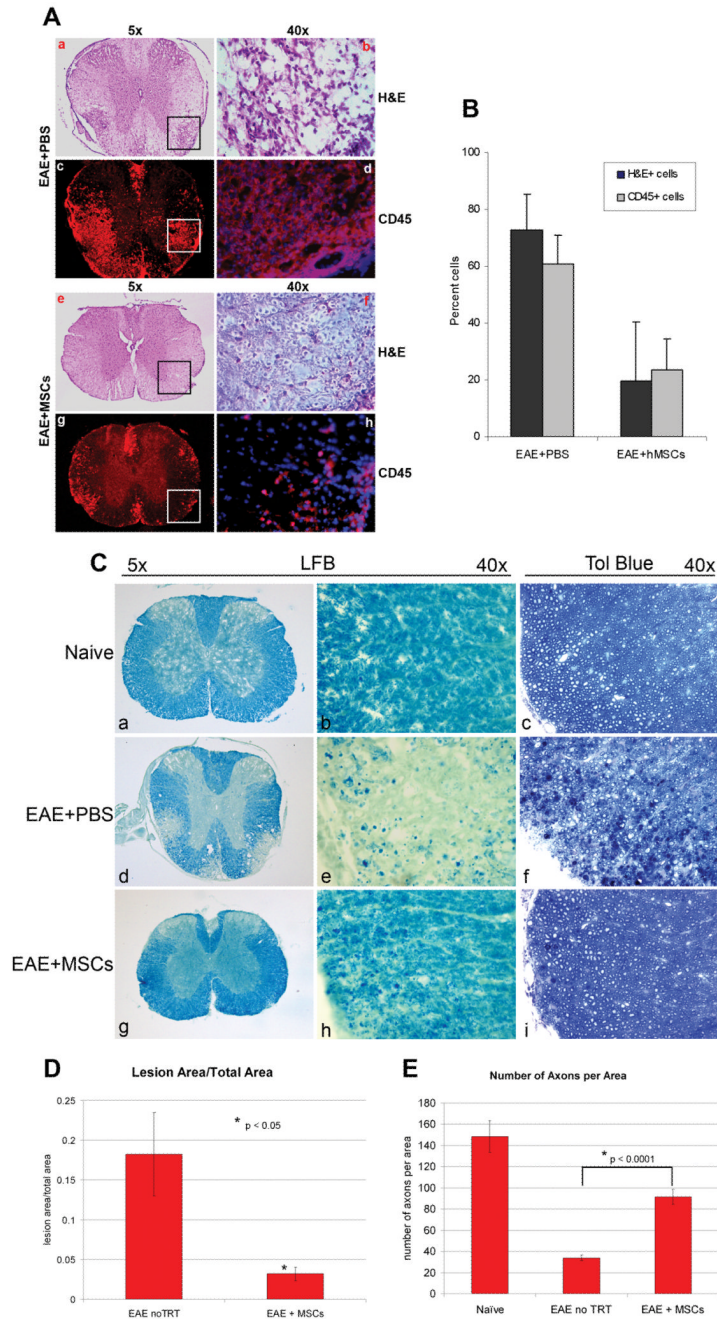 A
5x 40x
a b
EAE+PBS
H&E
c d
CD45
5x 40x
e f
EAE+MSCs
H&E
g h
CD45
B
H&E+ cells
CD45+ cells
Percent cells
100
80
60
40
20
0
EAE+PBS EAE+hMSCs
C 5x LFB 40x Tol Blue 40x
Naive
a b c
EAE+PBS
d e f
EAE+MSCs
g h i
D
Lesion Area/Total Area
* p < 0.05
lesion area/total area
0.25
0.2
0.15
0.1
0.05
0
*
EAE noTRT EAE + MSCs
E
Number of Axons per Area
* p < 0.0001
number of axons per area
180
160
140
120
100
80
60
40
20
0
Naïve EAE no TRT EAE + MSCs